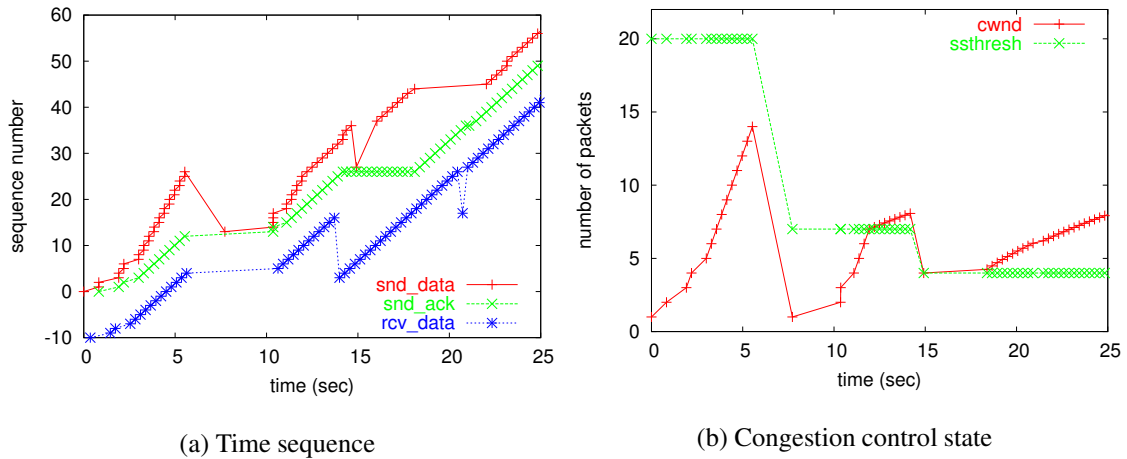 60
50
40
30
20
10
0
-10
0 5 10 15 20 25
sequence number
time (sec)
snd_data
snd_ack
rcv_data
(a) Time sequence
20
15
10
5
0
0 5 10 15 20 25
number of packets
time (sec)
cwnd
ssthresh
(b) Congestion control state